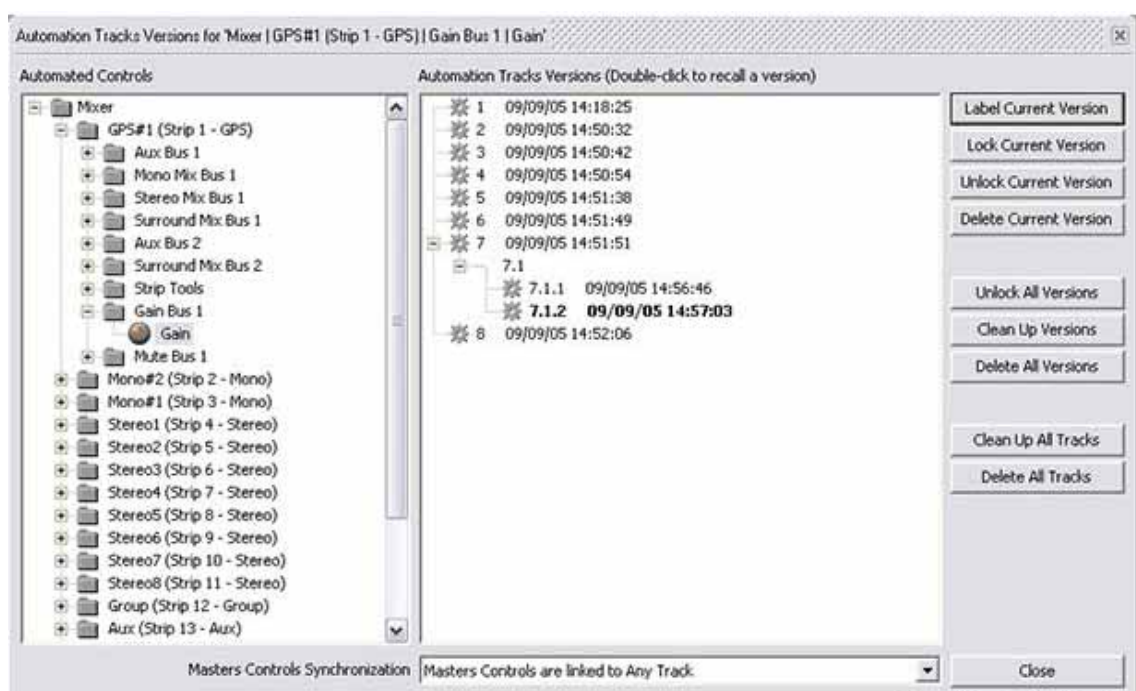 Automation Tracks Versions for 'Mixer | GPS#1 (Strip 1 - GPS) | Gain Bus 1 | Gain'
Automated Controls
Mixer
GPS#1 (Strip 1 - GPS)
Aux Bus 1
Mono Mix Bus 1
Stereo Mix Bus 1
Surround Mix Bus 1
Aux Bus 2
Surround Mix Bus 2
Strip Tools
Gain Bus 1
Gain
Mute Bus 1
Mono#2 (Strip 2 - Mono)
Mono#1 (Strip 3 - Mono)
Stereo1 (Strip 4 - Stereo)
Stereo2 (Strip 5 - Stereo)
Stereo3 (Strip 6 - Stereo)
Stereo4 (Strip 7 - Stereo)
Stereo5 (Strip 8 - Stereo)
Stereo6 (Strip 9 - Stereo)
Stereo7 (Strip 10 - Stereo)
Stereo8 (Strip 11 - Stereo)
Group (Strip 12 - Group)
Aux (Strip 13 - Aux)
Automation Tracks Versions (Double-click to recall a version)
1 09/09/05 14:18:25
2 09/09/05 14:50:32
3 09/09/05 14:50:42
4 09/09/05 14:50:54
5 09/09/05 14:51:38
6 09/09/05 14:51:49
7 09/09/05 14:51:51
7.1
7.1.1 09/09/05 14:56:46
7.1.2 09/09/05 14:57:03
8 09/09/05 14:52:06
Label Current Version
Lock Current Version
Unlock Current Version
Delete Current Version
Unlock All Versions
Clean Up Versions
Delete All Versions
Clean Up All Tracks
Delete All Tracks
Masters Controls Synchronization
Masters Controls are linked to Any Track
Close